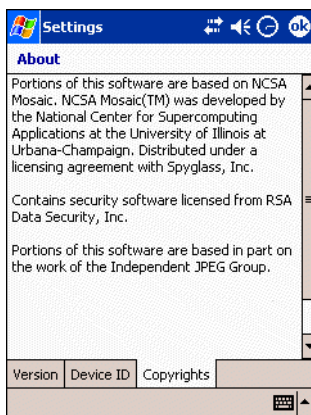 Settings
ok
About
Portions of this software are based on NCSA
Mosaic. NCSA Mosaic(TM) was developed by
the National Center for Supercomputing
Applications at the University of Illinois at
Urbana-Champaign. Distributed under a
licensing agreement with Spyglass, Inc.
Contains security software licensed from RSA
Data Security, Inc.
Portions of this software are based in part on
the work of the Independent JPEG Group.
Version Device ID Copyrights